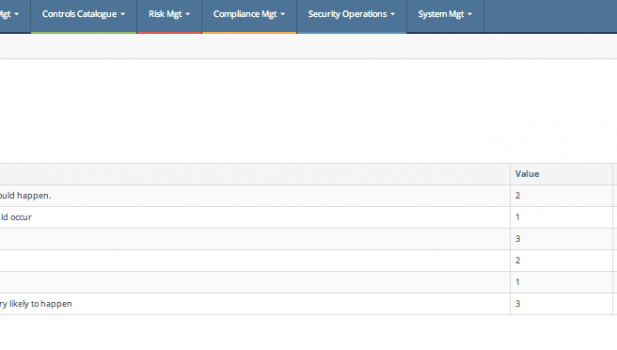 Mgt Controls Catalogue Risk Mgt Compliance Mgt Security Operations System Mgt
Value
ould happen. 2
ld occur 1
3
2
1
ry likely to happen 3